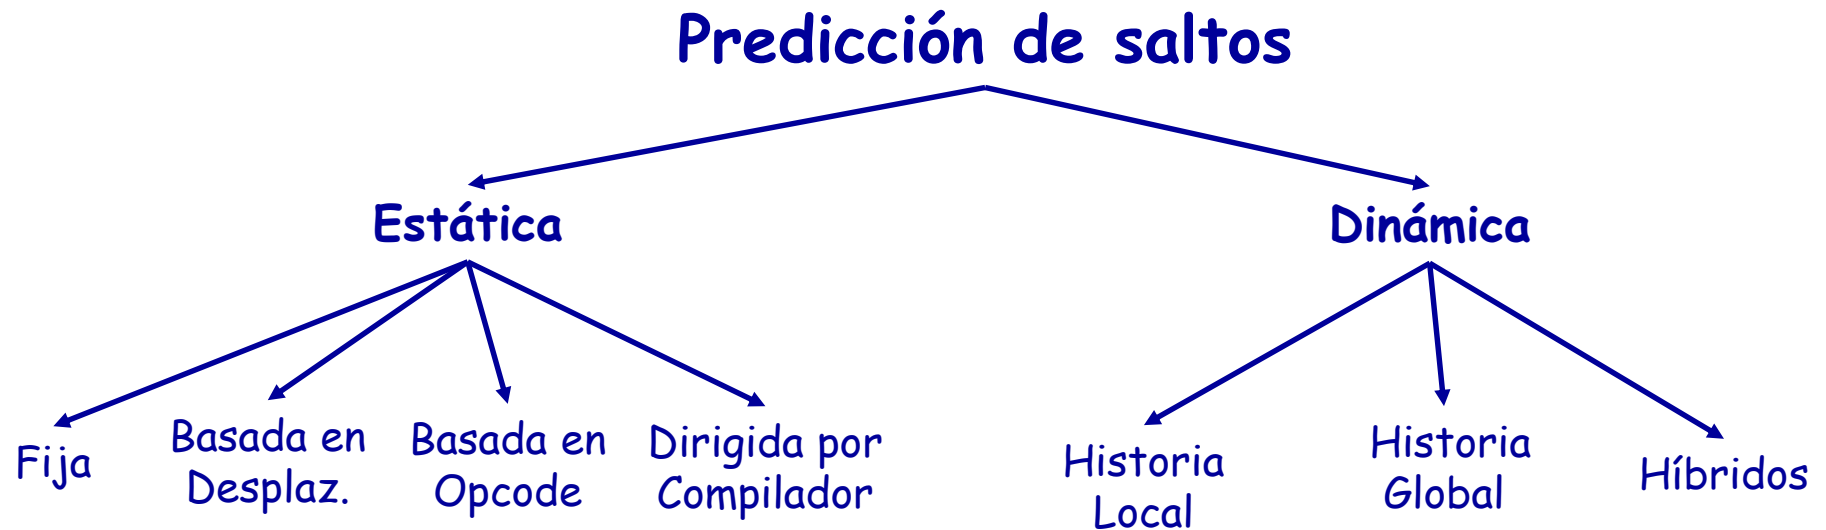 Predicción de saltos
Estática
Dinámica
Fija
Basada en
Desplaz.
Basada en
Opcode
Dirigida por
Compilador
Historia
Local
Historia
Global
Híbridos